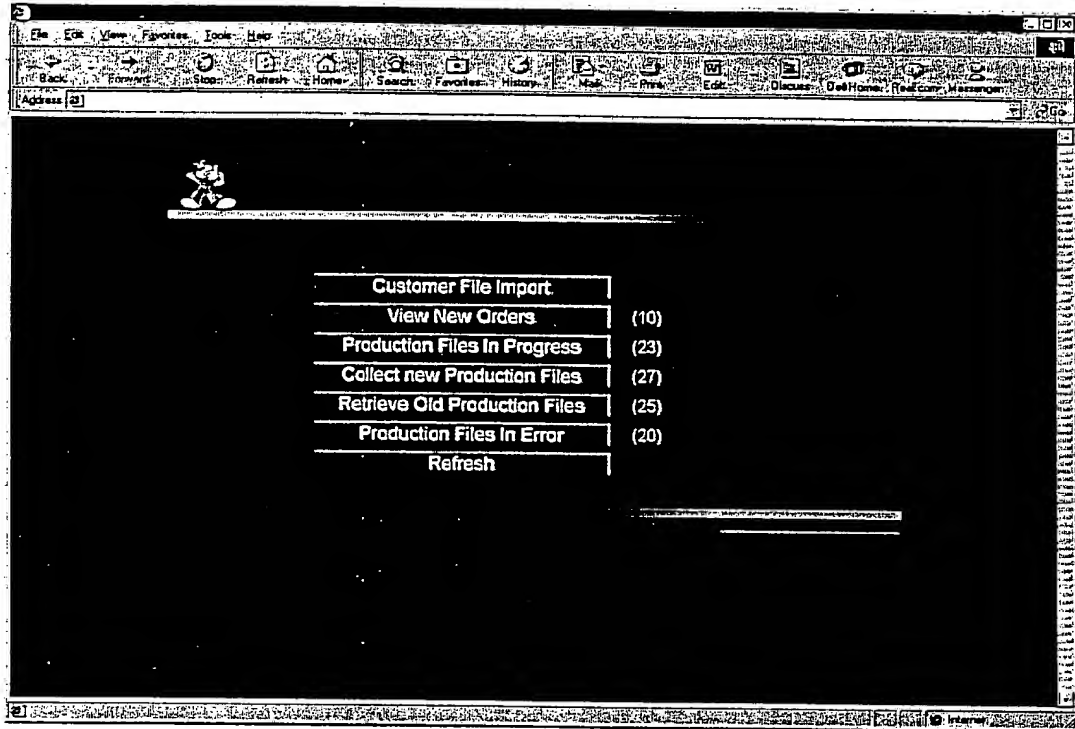 File Edit View Favorites Tools Help
Back Forward Stop Refresh Home Search Favorites History Mail Print Edit Discuss Dell Home Real.com Messenger
Address Go
Customer File Import
View New Orders (10)
Production Files In Progress (23)
Collect new Production Files (27)
Retrieve Old Production Files (25)
Production Files In Error (20)
Refresh
Internet